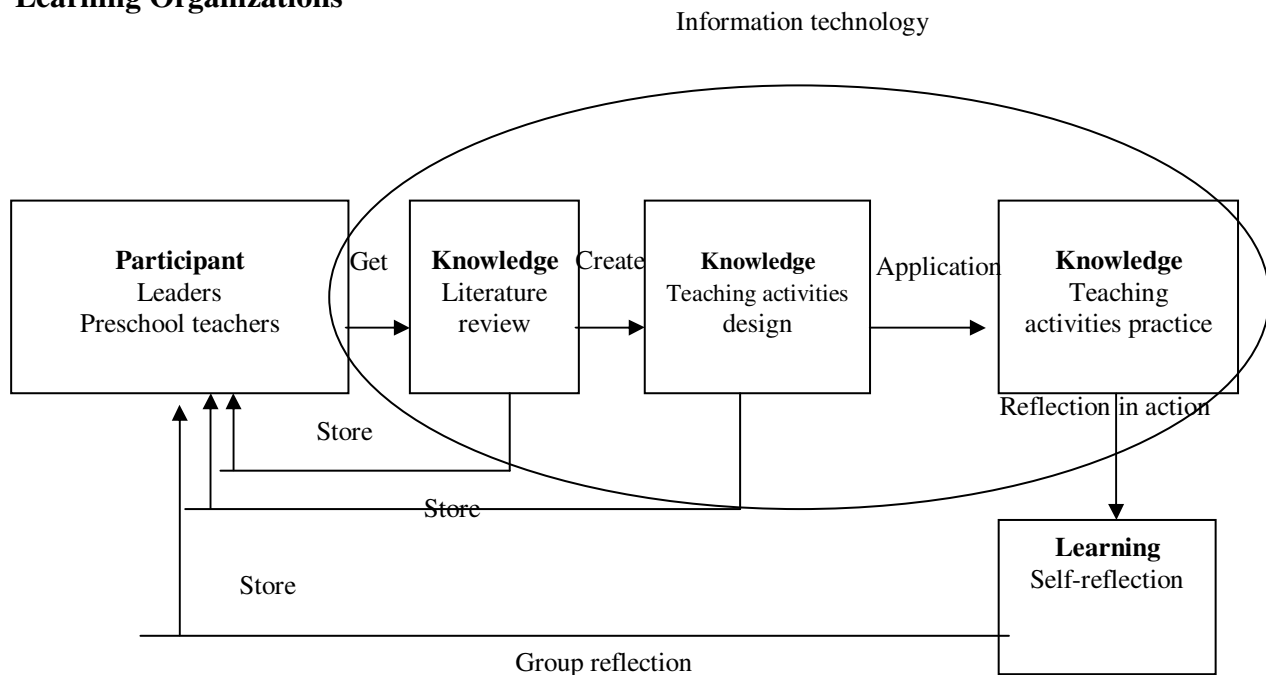 Learning Organizations
Information technology
Participant
Leaders
Preschool teachers
Get
Knowledge
Literature
review
Create
Knowledge
Teaching activities
design
Application
Knowledge
Teaching
activities practice
Store
Reflection in action
Store
Learning
Self-reflection
Store
Group reflection